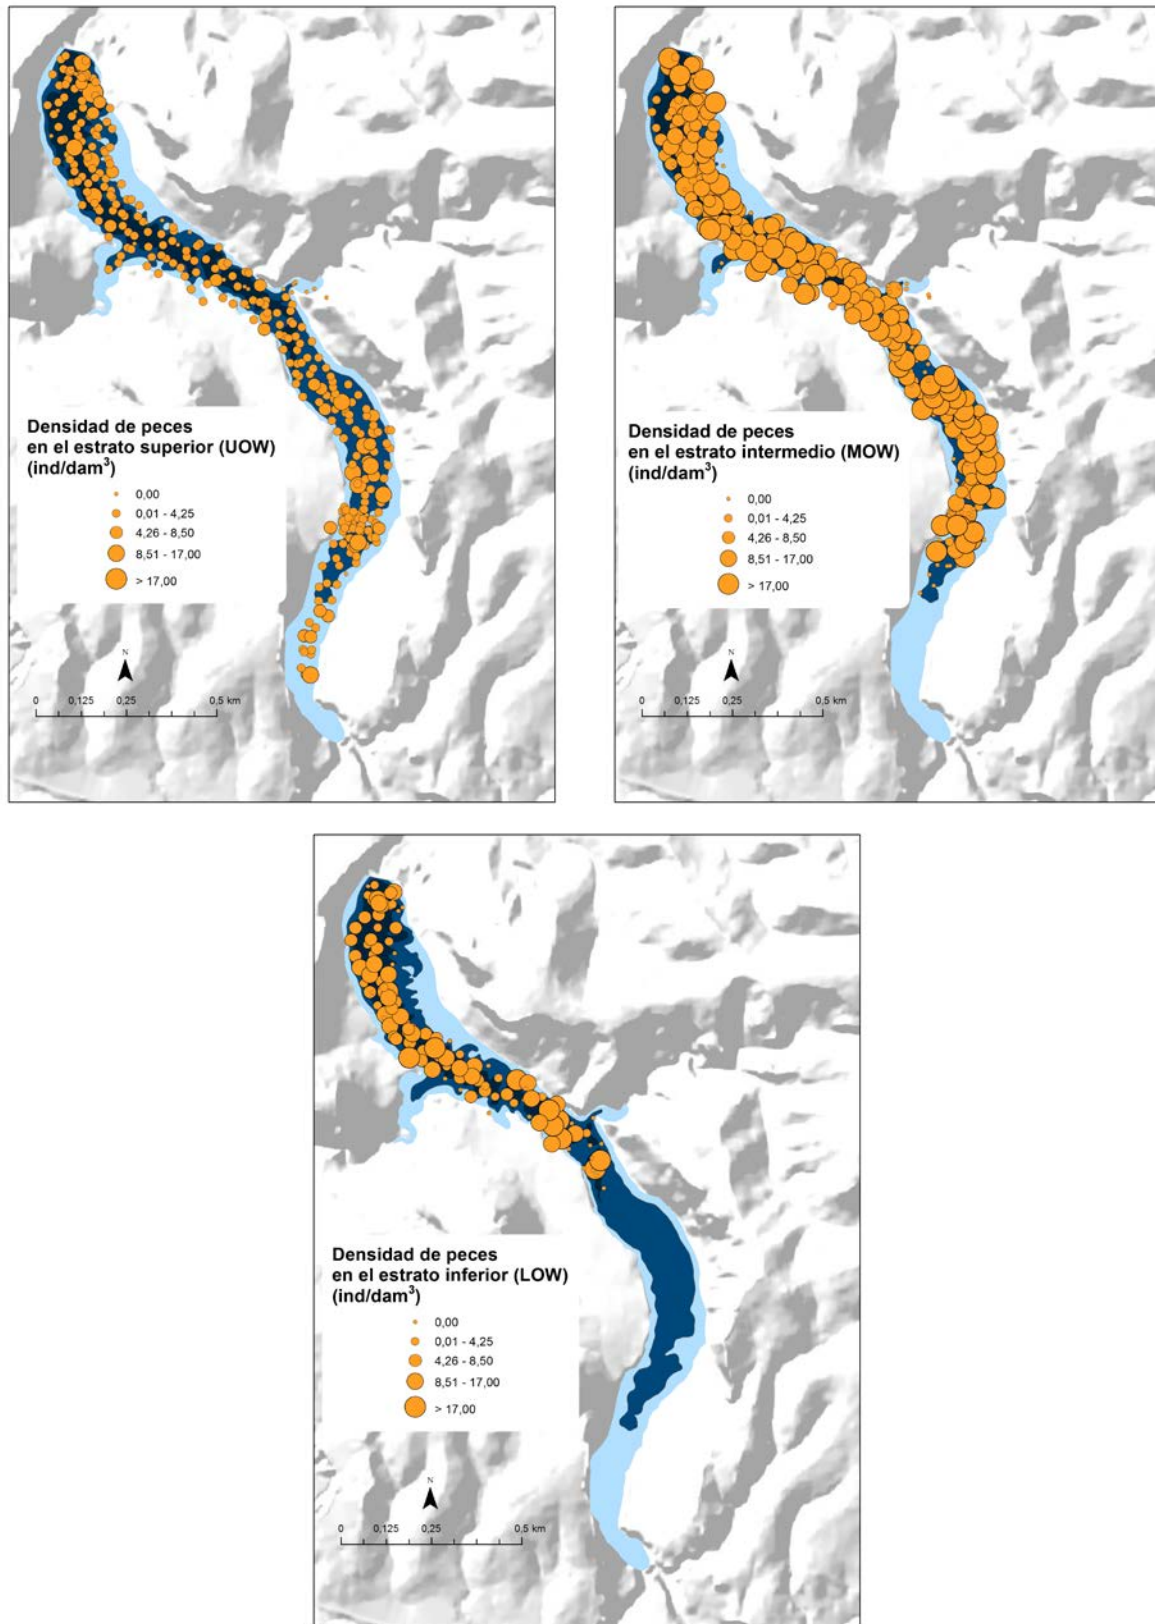 Densidad de peces
en el estrato superior (UOW)
(ind/dam³)
0,00
0,01 - 4,25
4,26 - 8,50
8,51 - 17,00
> 17,00
N
0 0,125 0,25 0,5 km
Densidad de peces
en el estrato intermedio (MOW)
(ind/dam³)
0,00
0,01 - 4,25
4,26 - 8,50
8,51 - 17,00
> 17,00
N
0 0,125 0,25 0,5 km
Densidad de peces
en el estrato inferior (LOW)
(ind/dam³)
0,00
0,01 - 4,25
4,26 - 8,50
8,51 - 17,00
> 17,00
N
0 0,125 0,25 0,5 km